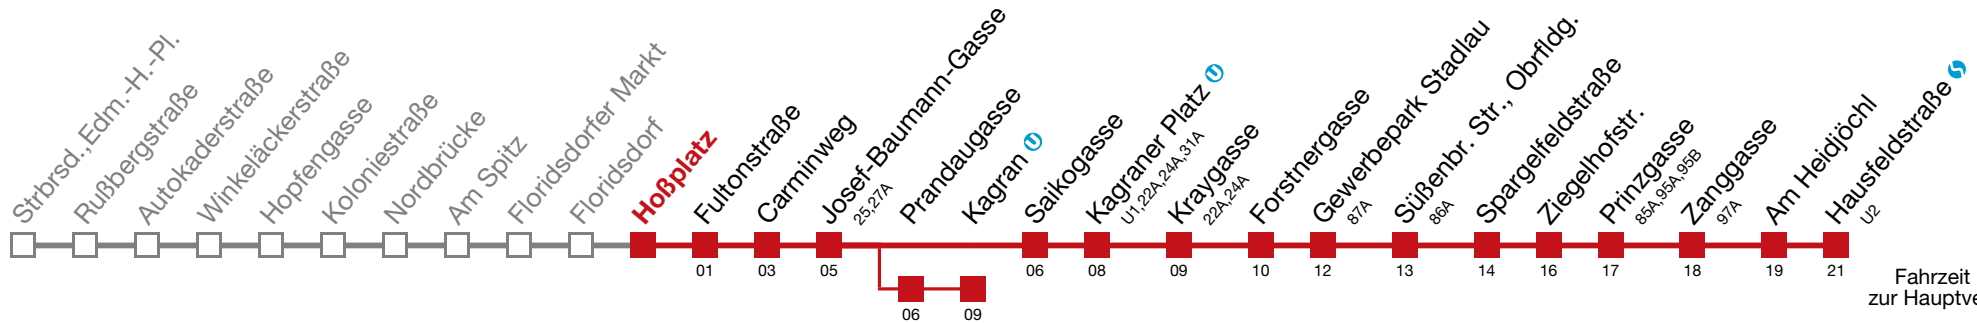 Strbrsd., Edm.-H.-Pl.
Rußbergstraße
Autokaderstraße
Winkeläckerstraße
Hopfengasse
Koloniestraße
Nordbrücke
Am Spitz
Floridsdorfer Markt
Floridsdorf
Hoßplatz
Fultonstraße
01
Carminweg
03
Josef-Baumann-Gasse
25,27A
05
Prandaugasse
06
Kagran U
09
Saikogasse
06
Kagraner Platz U
U1,22A,24A,31A
08
Kraygasse
22A,24A
09
Forstnergasse
10
Gewerbepark Stadlau
87A
12
Süßenbr. Str., Obrfldg.
86A
13
Spargelfeldstraße
14
Ziegelhofstr.
16
Prinzgasse
85A,95A,95B
17
Zanggasse
97A
18
Am Heidjöchl
19
Hausfeldstraße S
U2
21
Fahrzeit
zur Hauptve